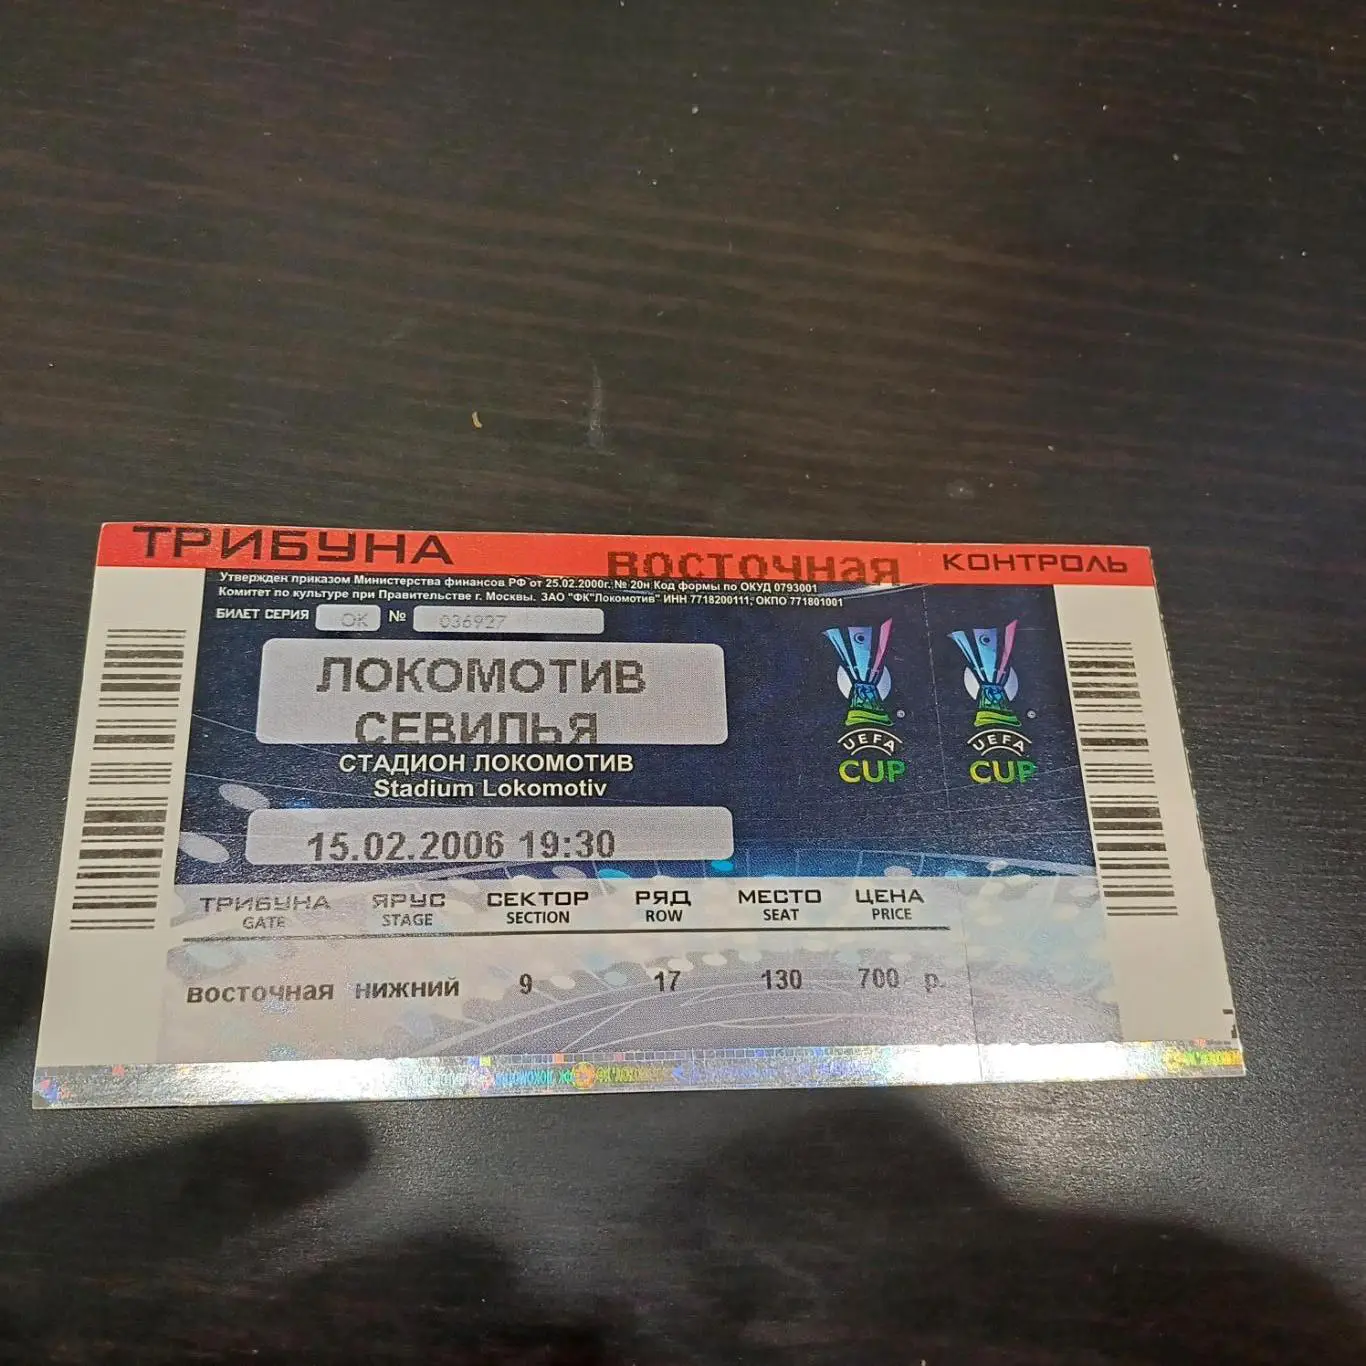 ТРИБУНА восточная КОНТРОЛЬ
Утвержден приказом Министерства финансов РФ от 25.02.2000г. № 20н Код формы по ОКУД 0793001
Комитет по культуре при Правительстве г. Москвы. ЗАО "ФК"Локомотив" ИНН 7718200111, ОКПО 771801001
БИЛЕТ СЕРИЯ ОК № 036927
ЛОКОМОТИВ
СЕВИЛЬЯ
СТАДИОН ЛОКОМОТИВ
Stadium Lokomotiv
UEFA CUP
UEFA CUP
15.02.2006 19:30
ТРИБУНА ЯРУС СЕКТОР РЯД МЕСТО ЦЕНА
GATE STAGE SECTION ROW SEAT PRICE
восточная нижний 9 17 130 700 р.